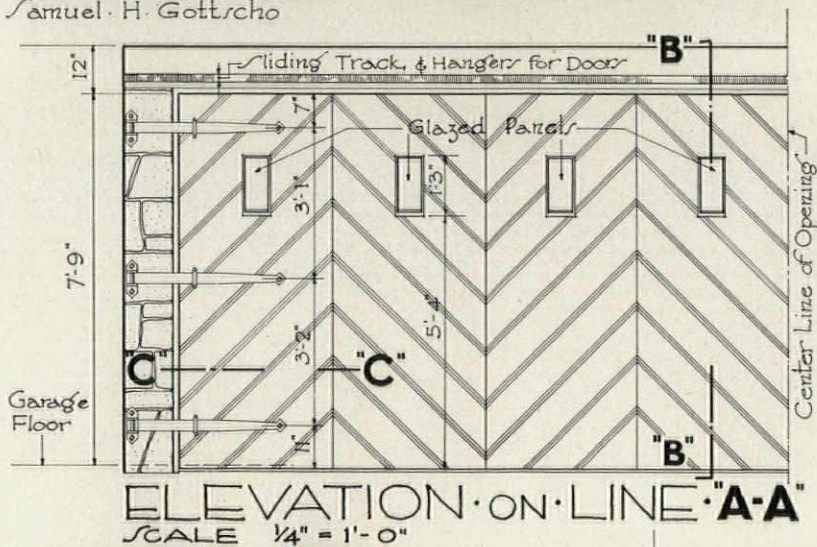 Samuel · H · Gottscho
"B"
12"
Sliding Track, & Hangers for Doors
7"
Glazed Panels
3'-1"
1'-3"
7'-9"
5'-4"
3'-2"
"C" "C"
Center Line of Opening
Garage
Floor
11"
"B"
ELEVATION · ON · LINE · "A-A"
SCALE 1/4" = 1'-0"